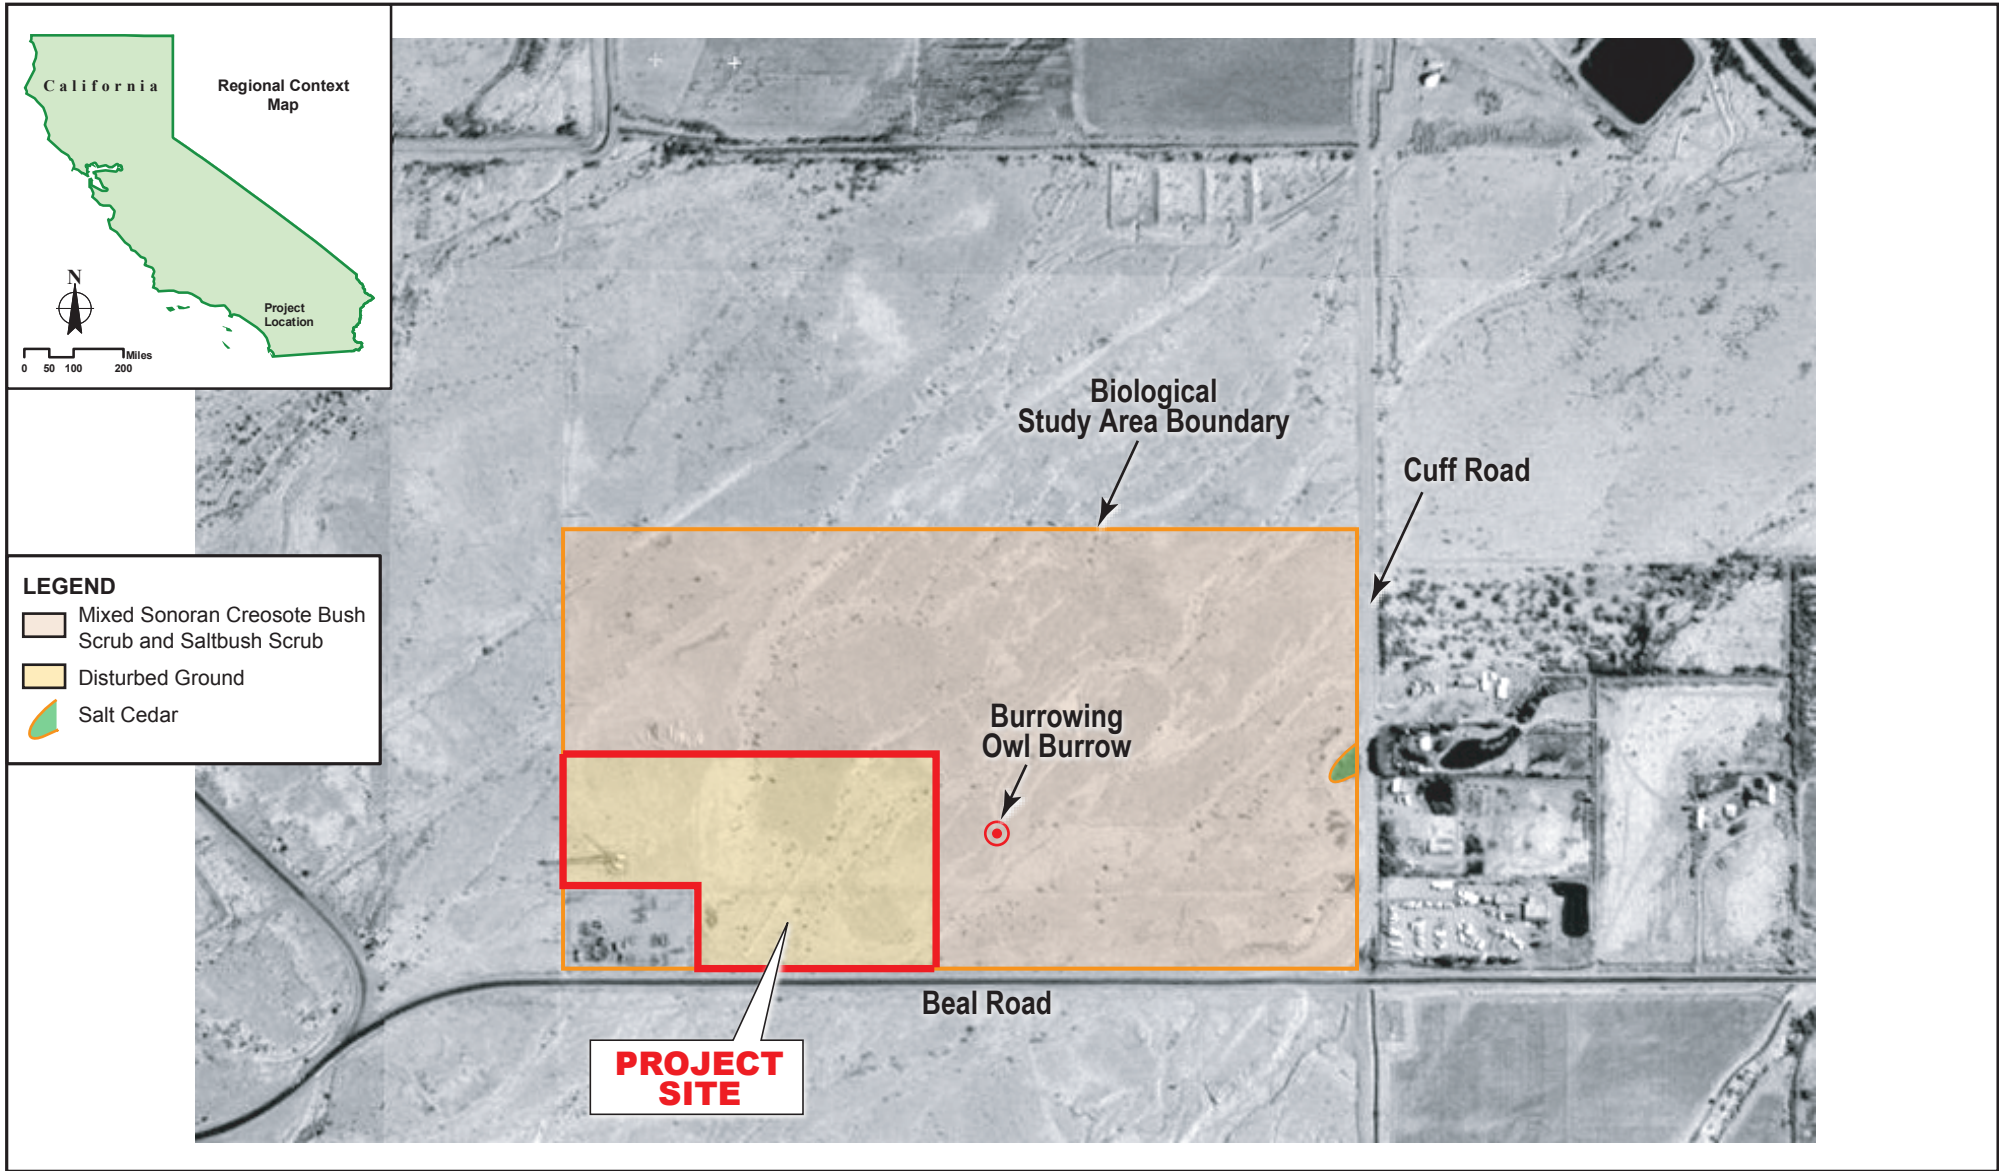 California
Regional Context
Map
N
Project
Location
Miles
0 50 100 200
Biological
Study Area Boundary
Cuff Road
LEGEND
Mixed Sonoran Creosote Bush
Scrub and Saltbush Scrub
Disturbed Ground
Salt Cedar
Burrowing
Owl Burrow
Beal Road
PROJECT
SITE